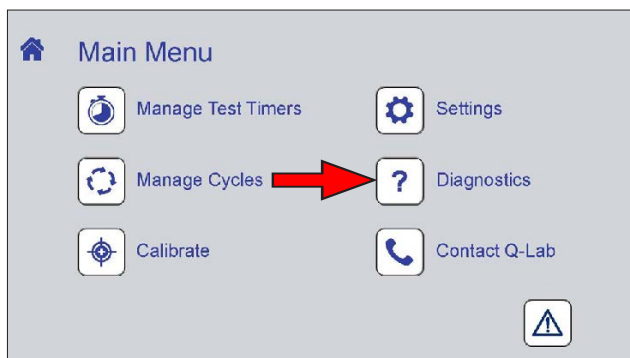 Main Menu
Manage Test Timers
Settings
Manage Cycles
?
Diagnostics
Calibrate
Contact Q-Lab